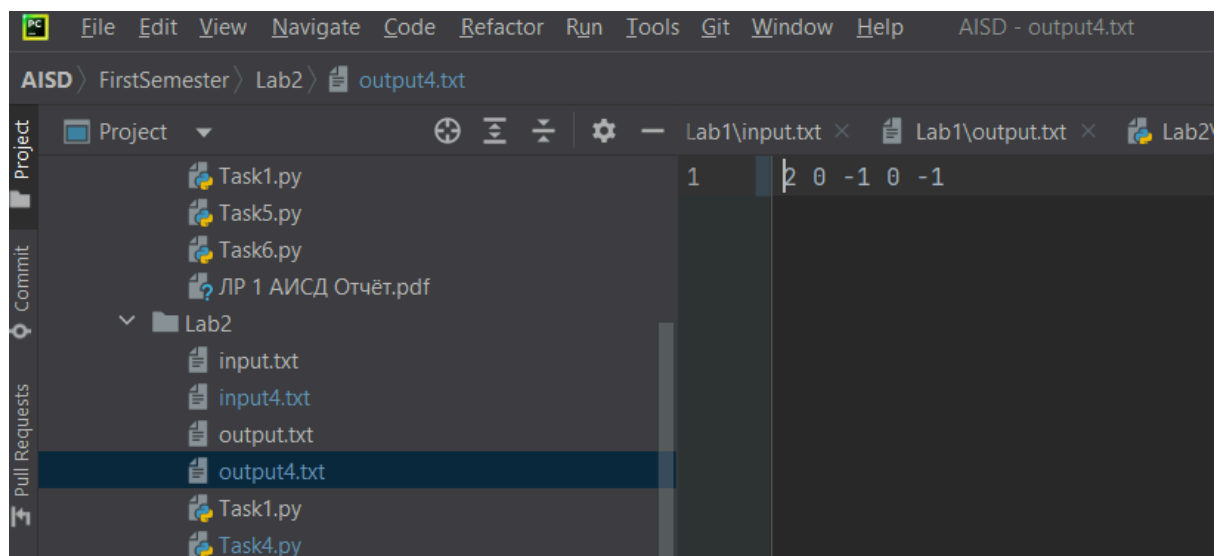 PC File Edit View Navigate Code Refactor Run Tools Git Window Help AISD - output4.txt
AISD FirstSemester Lab2 output4.txt
Project
Project Lab1\input.txt Lab1\output.txt Lab2\
Task1.py
1 2 0 -1 0 -1
Task5.py
Task6.py
ЛР 1 АИСД Отчёт.pdf
Commit
Lab2
input.txt
input4.txt
output.txt
Pull Requests
output4.txt
Task1.py
Task4.py